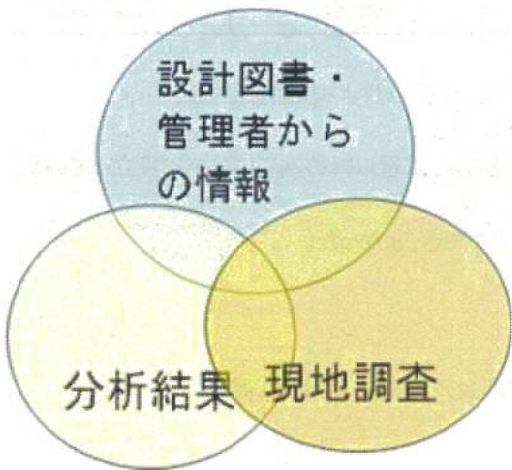 設計図書・
管理者から
の情報
分析結果
現地調査